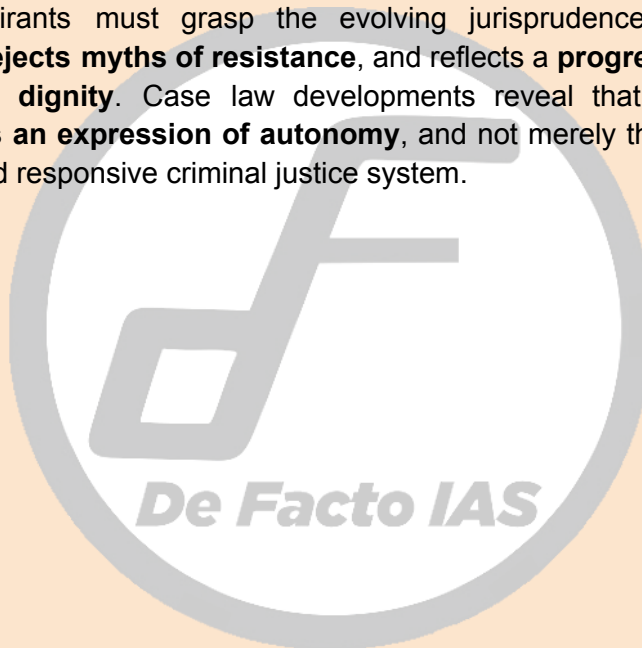 irants must grasp the evolving jurisprudence
ejects myths of resistance, and reflects a progre
dignity. Case law developments reveal that
s an expression of autonomy, and not merely th
d responsive criminal justice system.
De Facto IAS